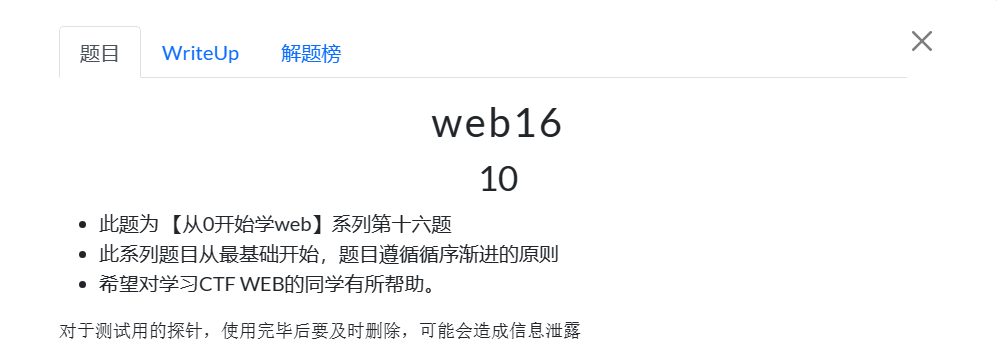 题目 WriteUp 解题榜
web16
10
此题为 【从0开始学web】系列第十六题
此系列题目从最基础开始，题目遵循循序渐进的原则
希望对学习CTF WEB的同学有所帮助。
对于测试用的探针，使用完毕后要及时删除，可能会造成信息泄露